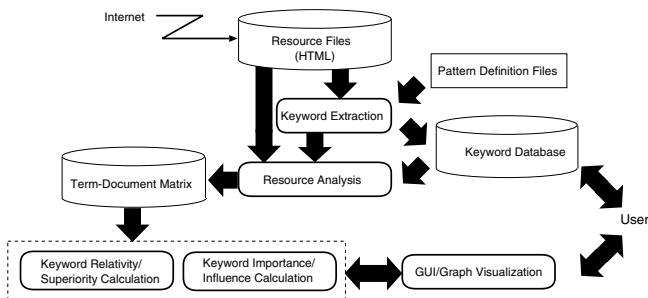 Internet
Resource Files
(HTML)
Pattern Definition Files
Keyword Extraction
Keyword Database
Term-Document Matrix
Resource Analysis
User
Keyword Relativity/
Superiority Calculation
Keyword Importance/
Influence Calculation
GUI/Graph Visualization